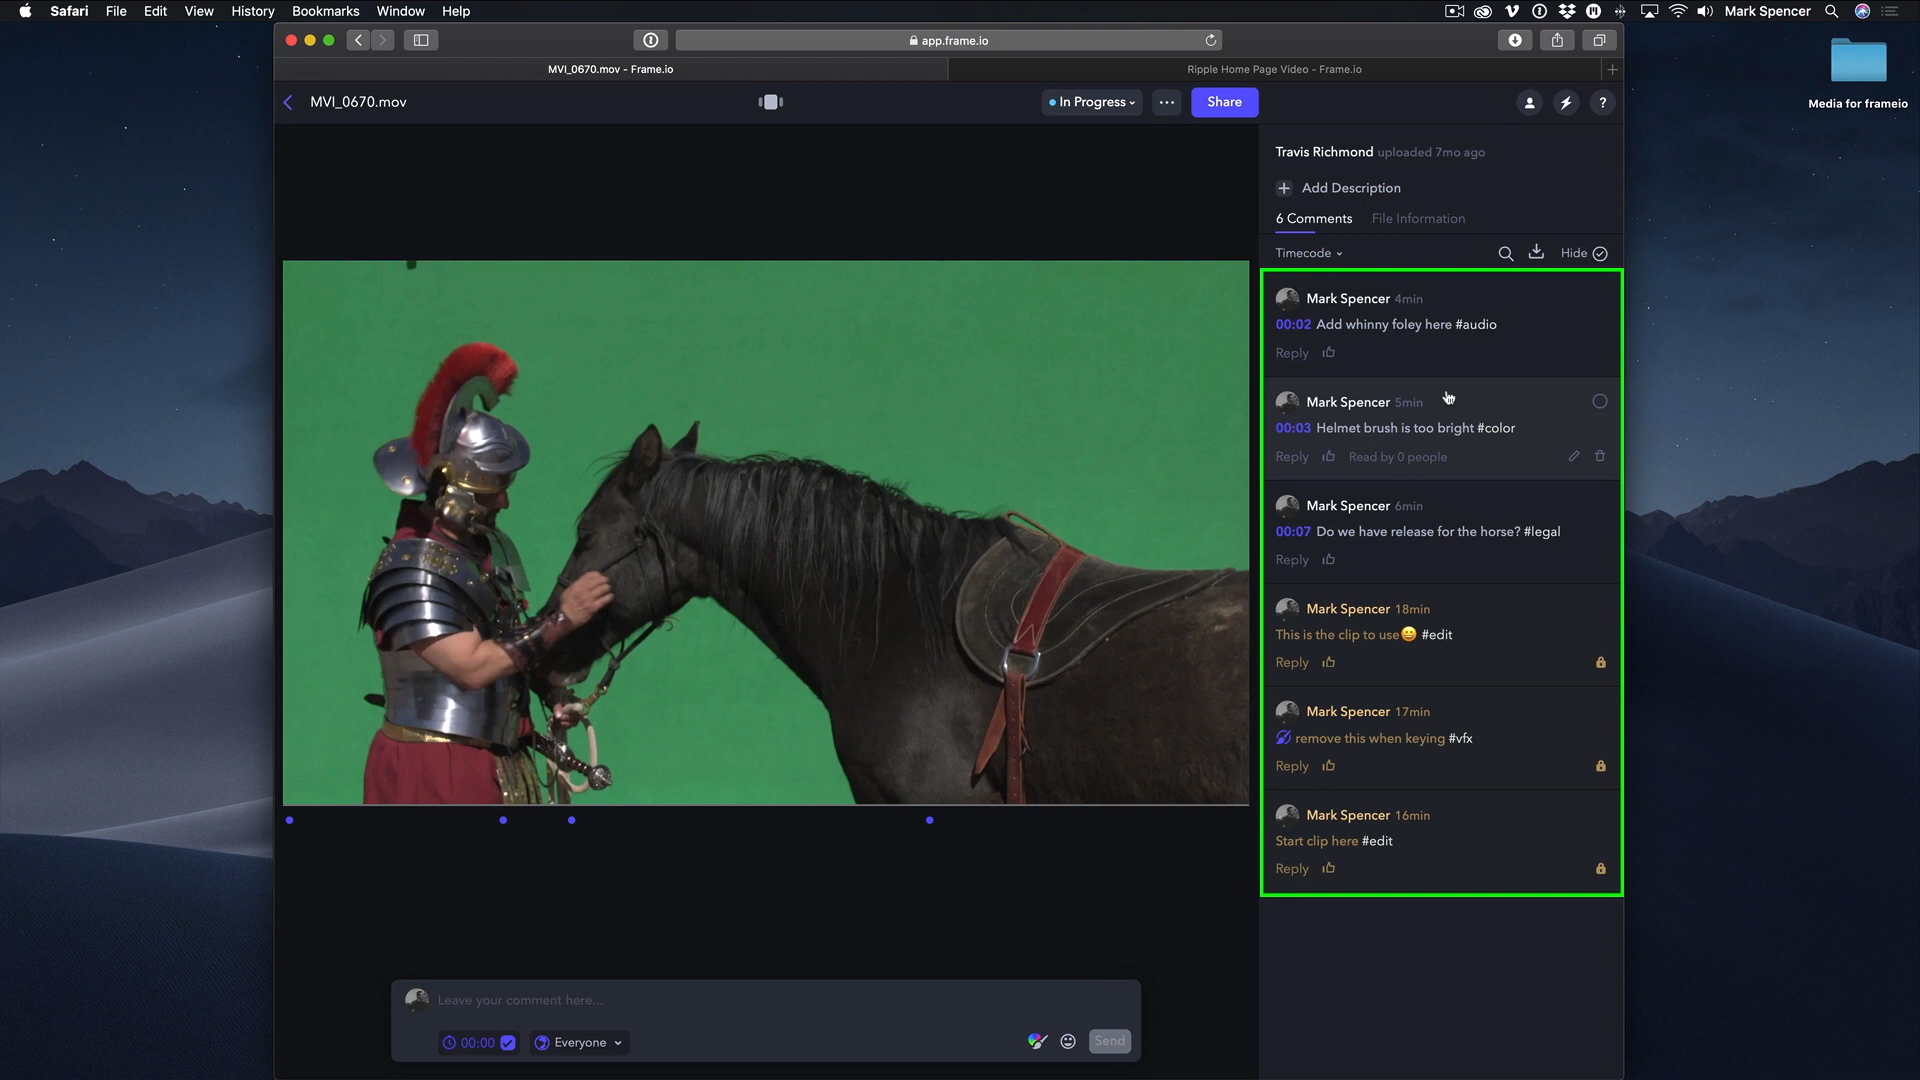 Safari File Edit View History Bookmarks Window Help Mark Spencer
app.frame.io
MVI_0670.mov - Frame.io Ripple Home Page Video - Frame.io
MVI_0670.mov In Progress ... Share ?
Media for frameio
Travis Richmond uploaded 7mo ago
+ Add Description
6 Comments File Information
Timecode Hide
Mark Spencer 4min
00:02 Add whinny foley here #audio
Reply
Mark Spencer 5min
00:03 Helmet brush is too bright #color
Reply Read by 0 people
Mark Spencer 6min
00:07 Do we have release for the horse? #legal
Reply
Mark Spencer 18min
This is the clip to use😀 #edit
Reply
Mark Spencer 17min
remove this when keying #vfx
Reply
Mark Spencer 16min
Start clip here #edit
Reply
Leave your comment here...
00:00 Everyone Send